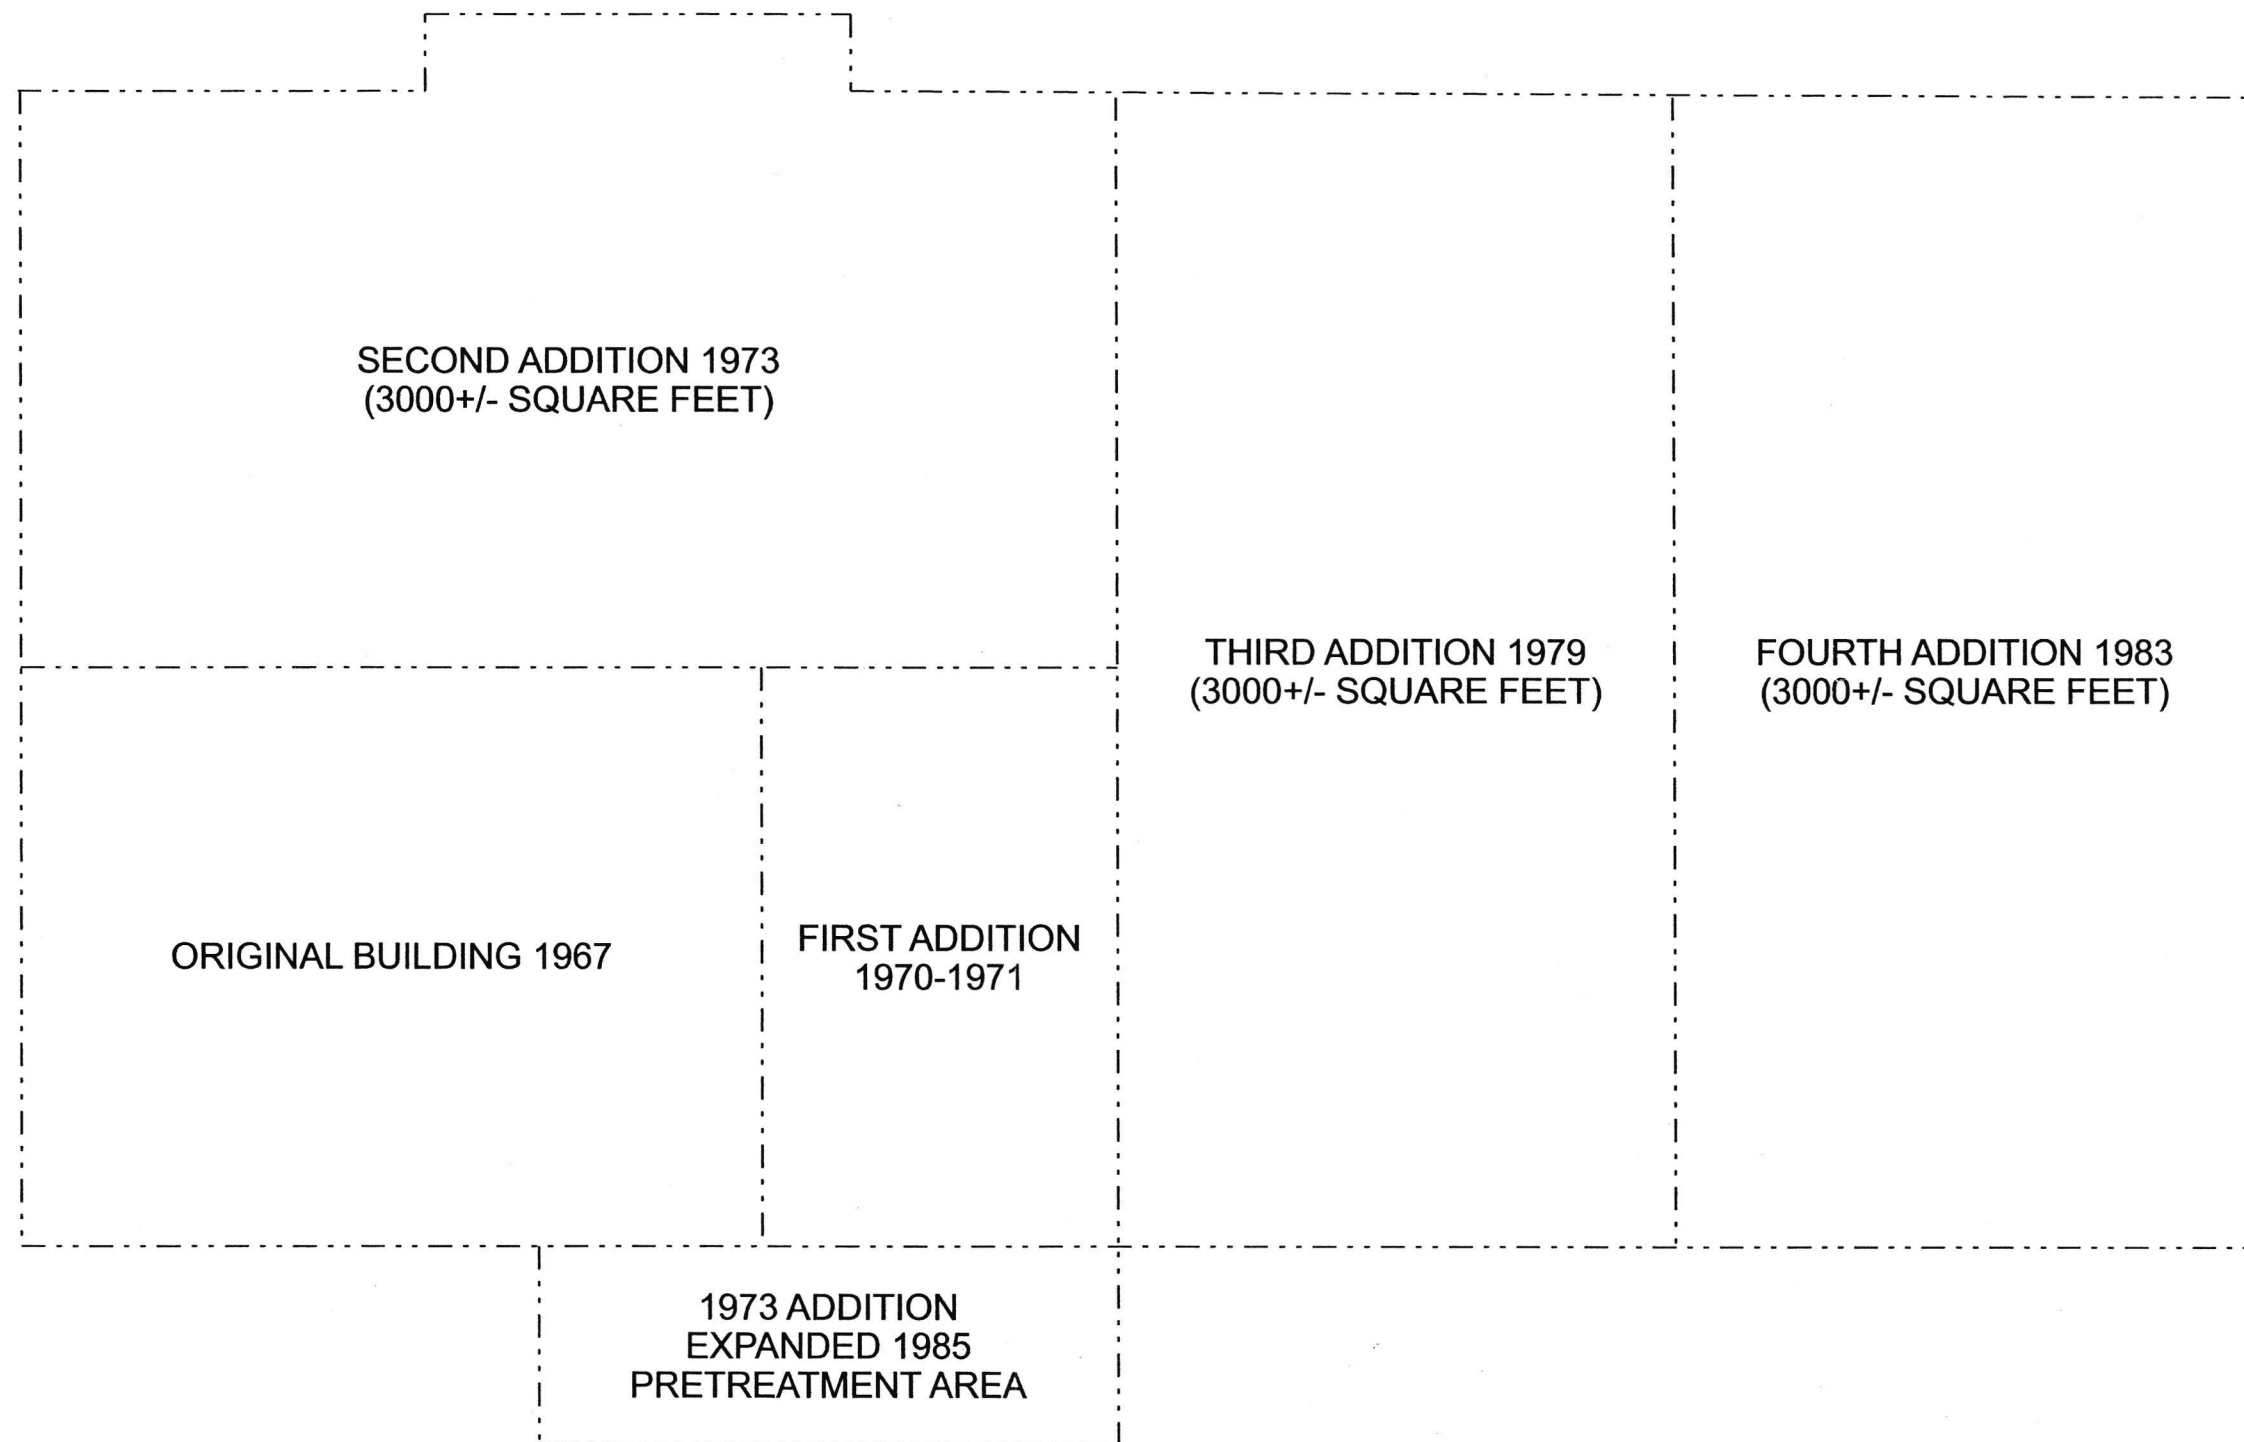 SECOND ADDITION 1973
(3000+/- SQUARE FEET)
THIRD ADDITION 1979
(3000+/- SQUARE FEET)
FOURTH ADDITION 1983
(3000+/- SQUARE FEET)
ORIGINAL BUILDING 1967
FIRST ADDITION
1970-1971
1973 ADDITION
EXPANDED 1985
PRETREATMENT AREA